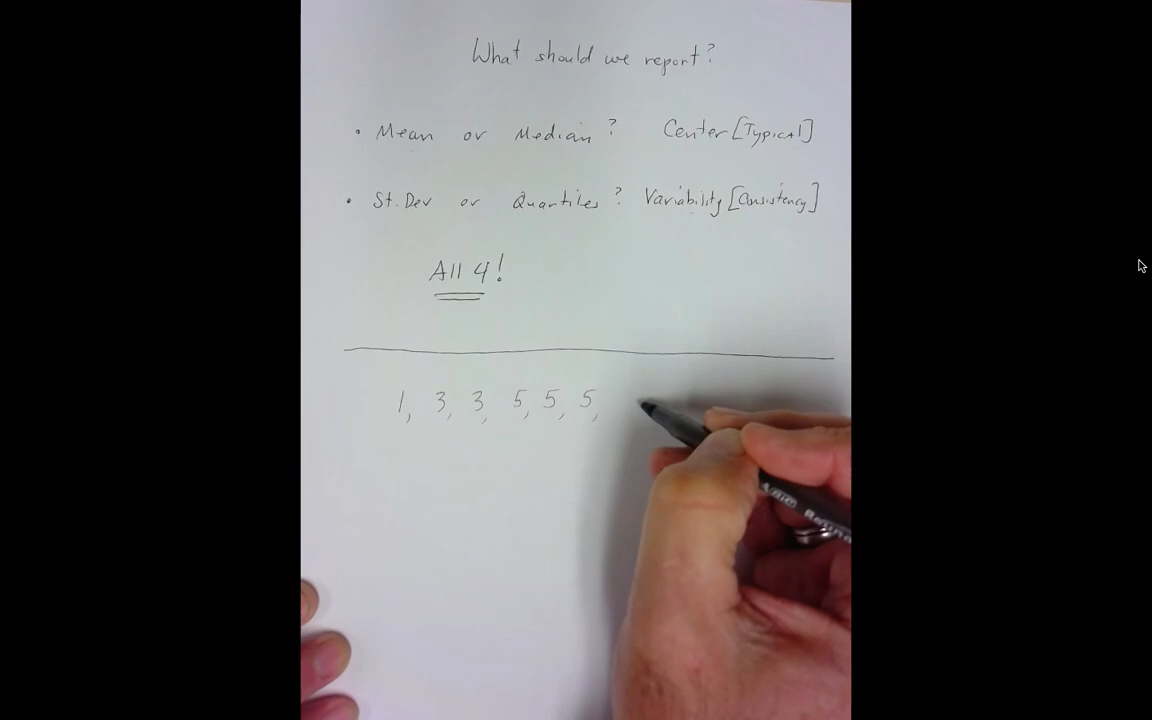 What should we report?
• Mean or Median? Center [Typical]
• St. Dev or Quantiles? Variability [Consistency]
All 4!
1, 3, 3, 5, 5, 5,